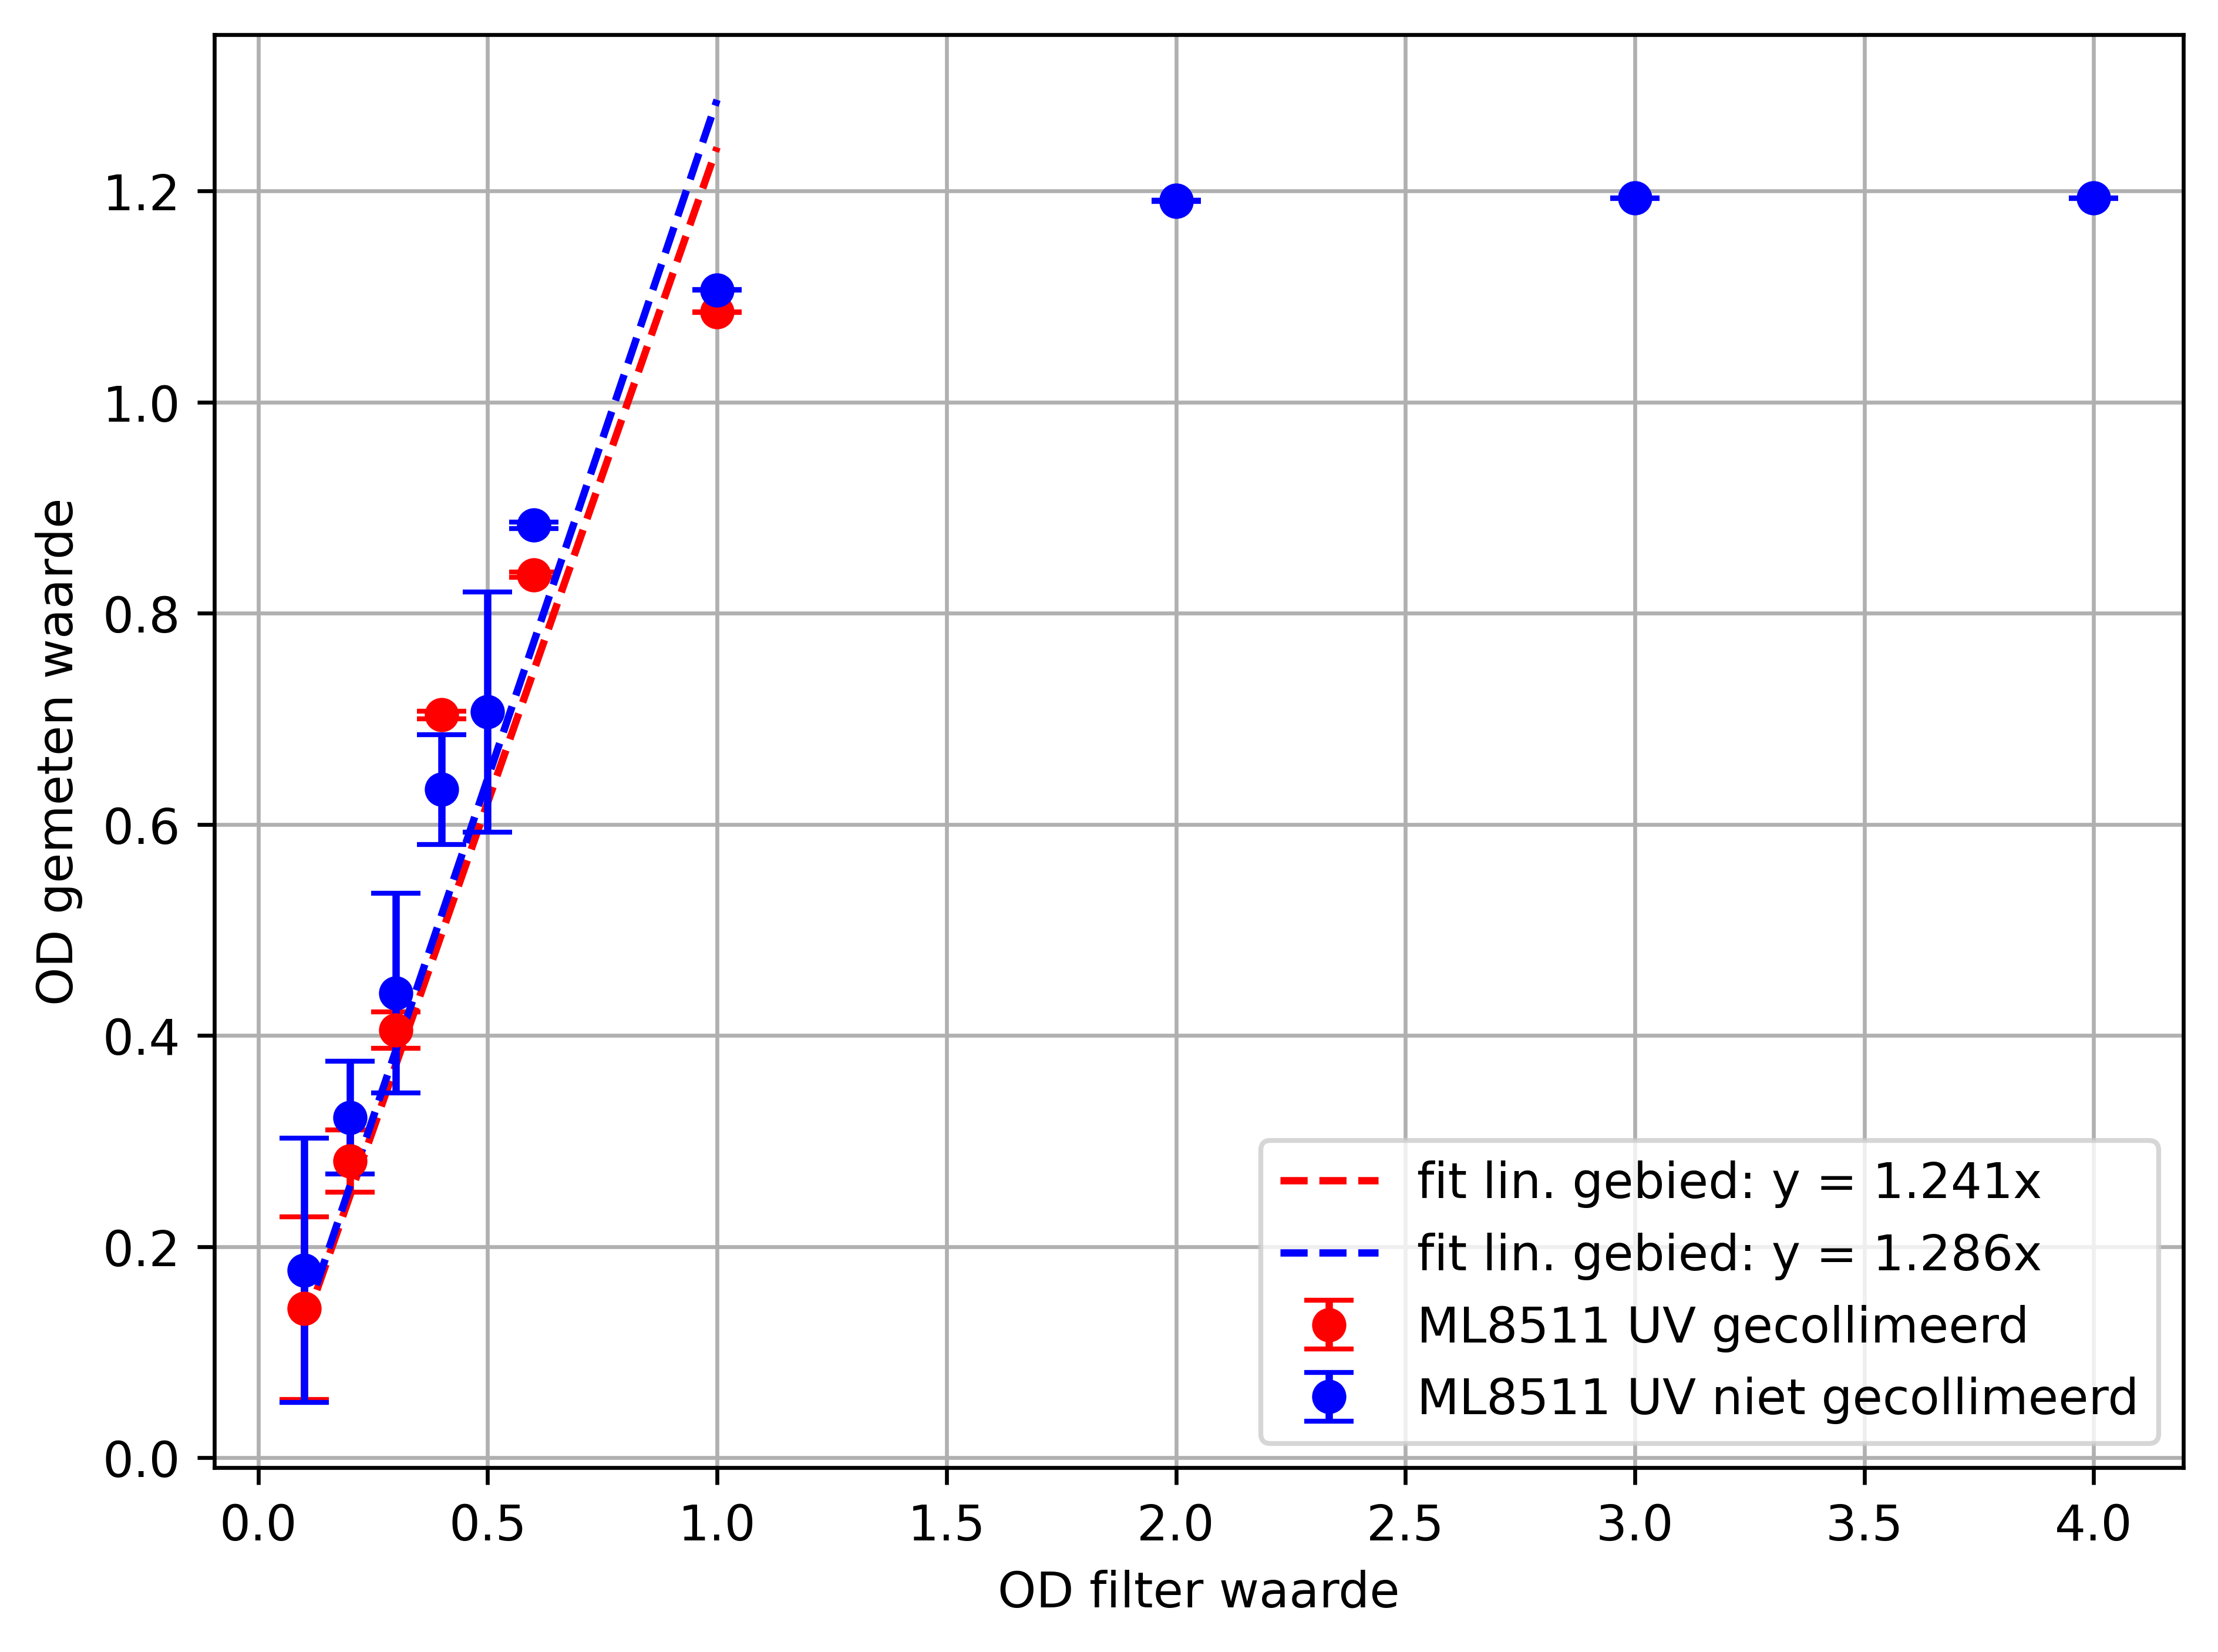 1.2
1.0
0.8
0.6
0.4
0.2
0.0
OD gemeten waarde
fit lin. gebied: y = 1.241x
fit lin. gebied: y = 1.286x
ML8511 UV gecollimeerd
ML8511 UV niet gecollimeerd
0.0 0.5 1.0 1.5 2.0 2.5 3.0 3.5 4.0
OD filter waarde